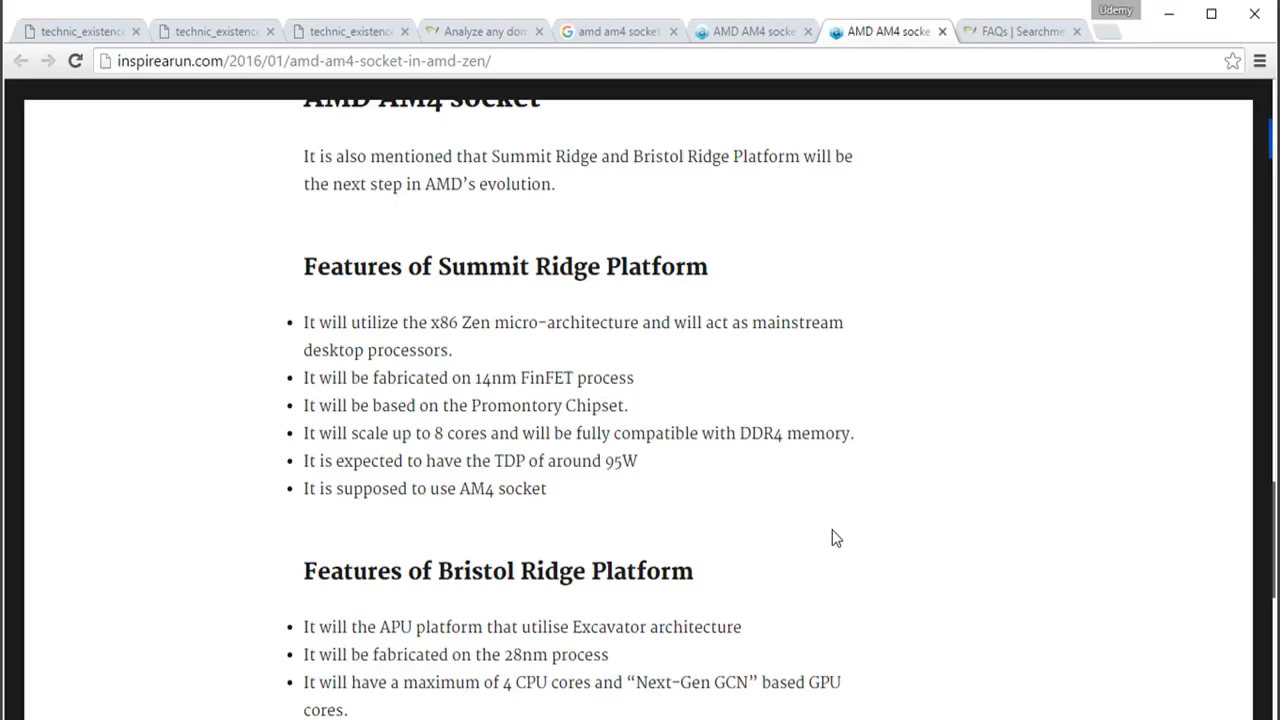 Udemy
technic_existence
technic_existence
technic_existence
Analyze any dom
amd am4 socket
AMD AM4 socke
AMD AM4 socke
FAQs | Searchme
inspirearun.com/2016/01/amd-am4-socket-in-amd-zen/
AMD AM4 socket
It is also mentioned that Summit Ridge and Bristol Ridge Platform will be
the next step in AMD's evolution.
Features of Summit Ridge Platform
• It will utilize the x86 Zen micro-architecture and will act as mainstream
desktop processors.
• It will be fabricated on 14nm FinFET process
• It will be based on the Promontory Chipset.
• It will scale up to 8 cores and will be fully compatible with DDR4 memory.
• It is expected to have the TDP of around 95W
• It is supposed to use AM4 socket
Features of Bristol Ridge Platform
• It will the APU platform that utilise Excavator architecture
• It will be fabricated on the 28nm process
• It will have a maximum of 4 CPU cores and “Next-Gen GCN” based GPU
cores.